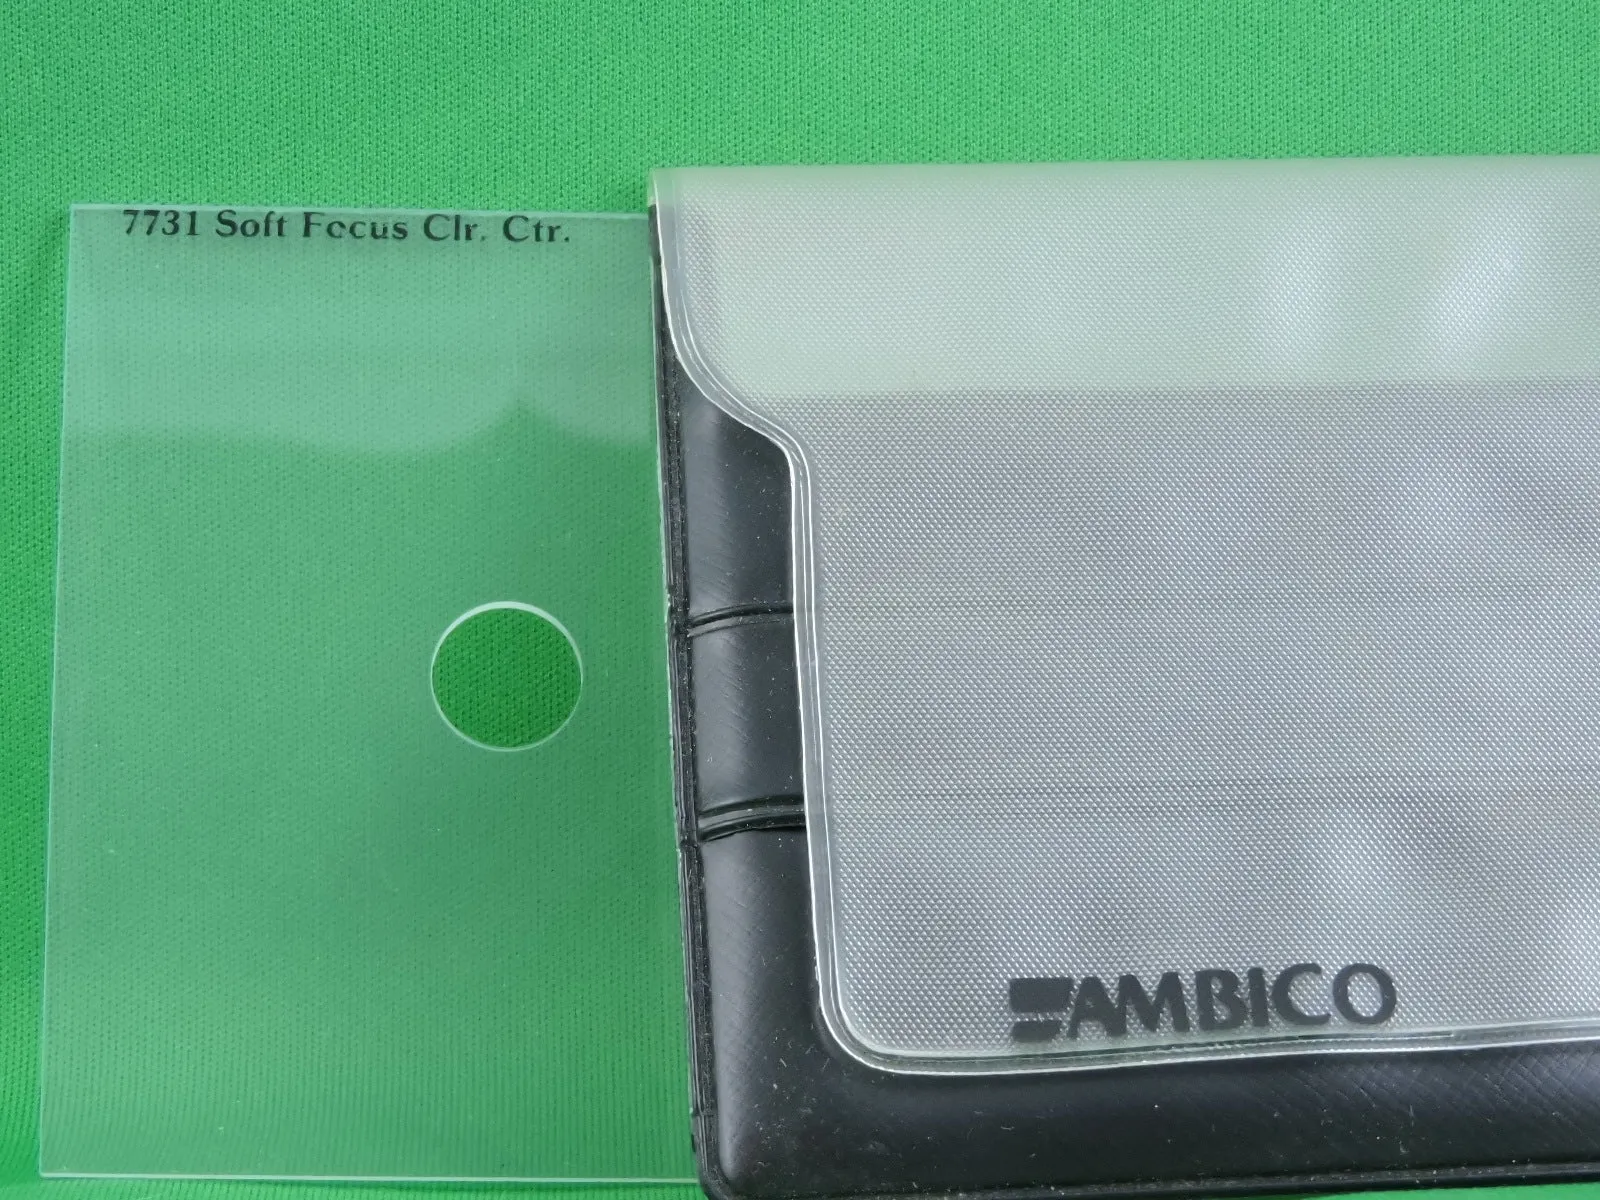 7731 Soft Focus Clr. Ctr.
AMBICO